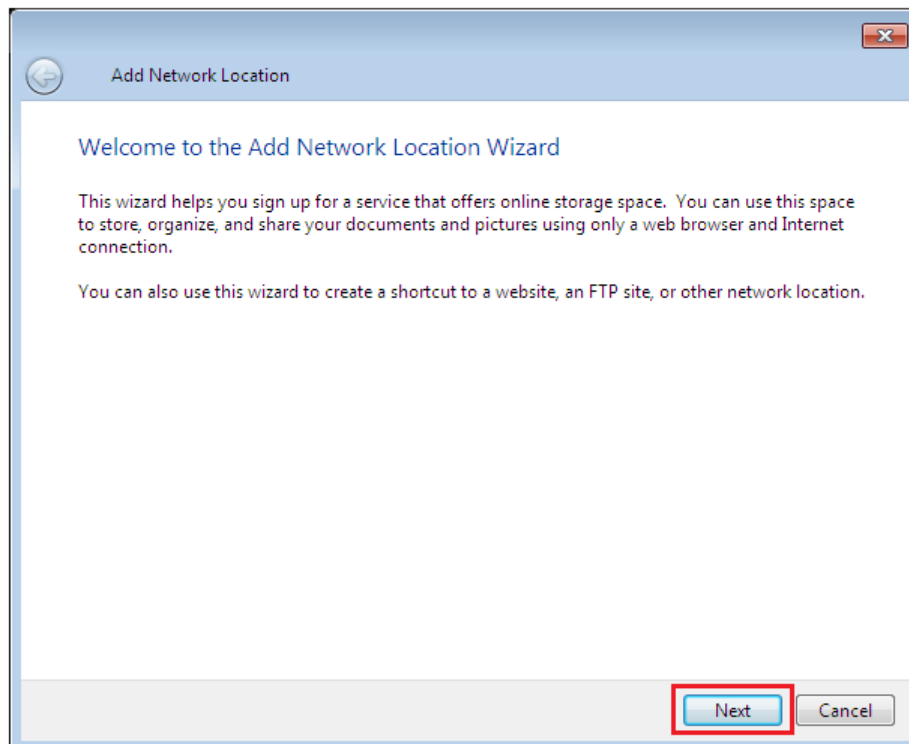 Add Network Location
Welcome to the Add Network Location Wizard
This wizard helps you sign up for a service that offers online storage space.  You can use this space
to store, organize, and share your documents and pictures using only a web browser and Internet
connection.
You can also use this wizard to create a shortcut to a website, an FTP site, or other network location.
Next
Cancel